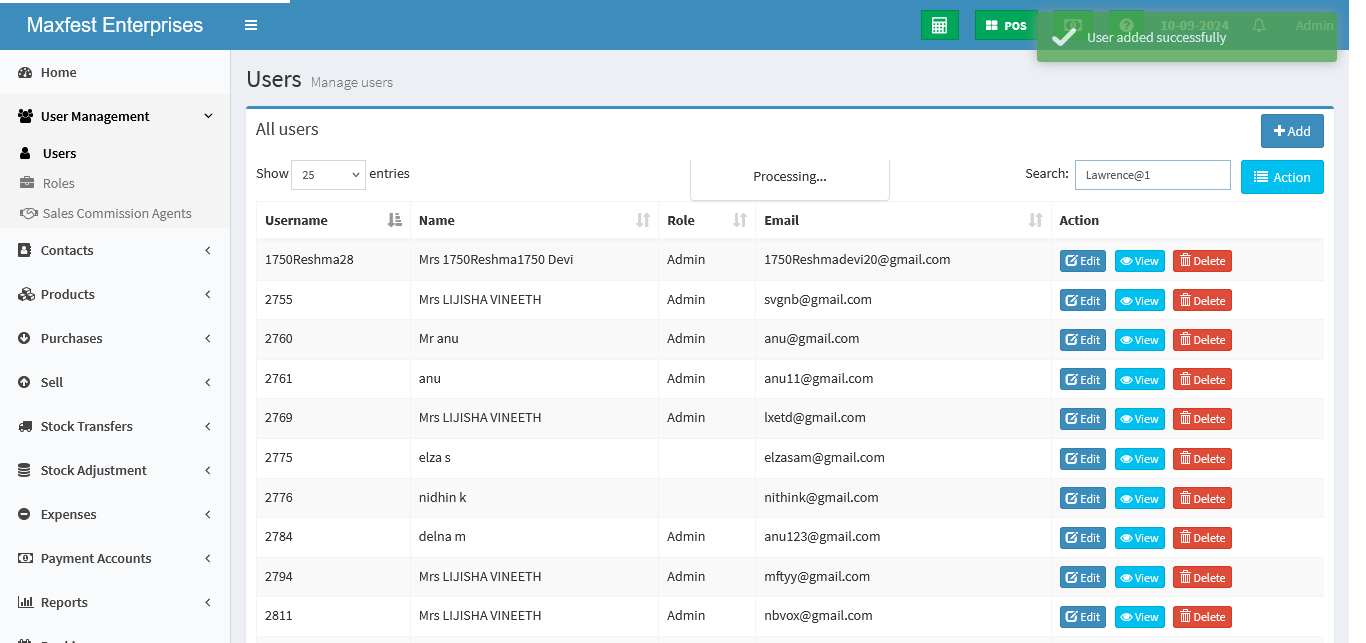 Maxfest Enterprises
POS
10-09-2024
Admin
User added successfully
Home
User Management
Users
Roles
Sales Commission Agents
Contacts
Products
Purchases
Sell
Stock Transfers
Stock Adjustment
Expenses
Payment Accounts
Reports
Users Manage users
All users
Add
Show 25 entries
Processing...
Search: Lawrence@1
Action
Username Name Role Email Action
1750Reshma28 Mrs 1750Reshma1750 Devi Admin 1750Reshmadevi20@gmail.com Edit View Delete
2755 Mrs LIJISHA VINEETH Admin svgnb@gmail.com Edit View Delete
2760 Mr anu Admin anu@gmail.com Edit View Delete
2761 anu Admin anu11@gmail.com Edit View Delete
2769 Mrs LIJISHA VINEETH Admin lxetd@gmail.com Edit View Delete
2775 elza s elzasam@gmail.com Edit View Delete
2776 nidhin k nithink@gmail.com Edit View Delete
2784 delna m Admin anu123@gmail.com Edit View Delete
2794 Mrs LIJISHA VINEETH Admin mftyy@gmail.com Edit View Delete
2811 Mrs LIJISHA VINEETH Admin nbvox@gmail.com Edit View Delete